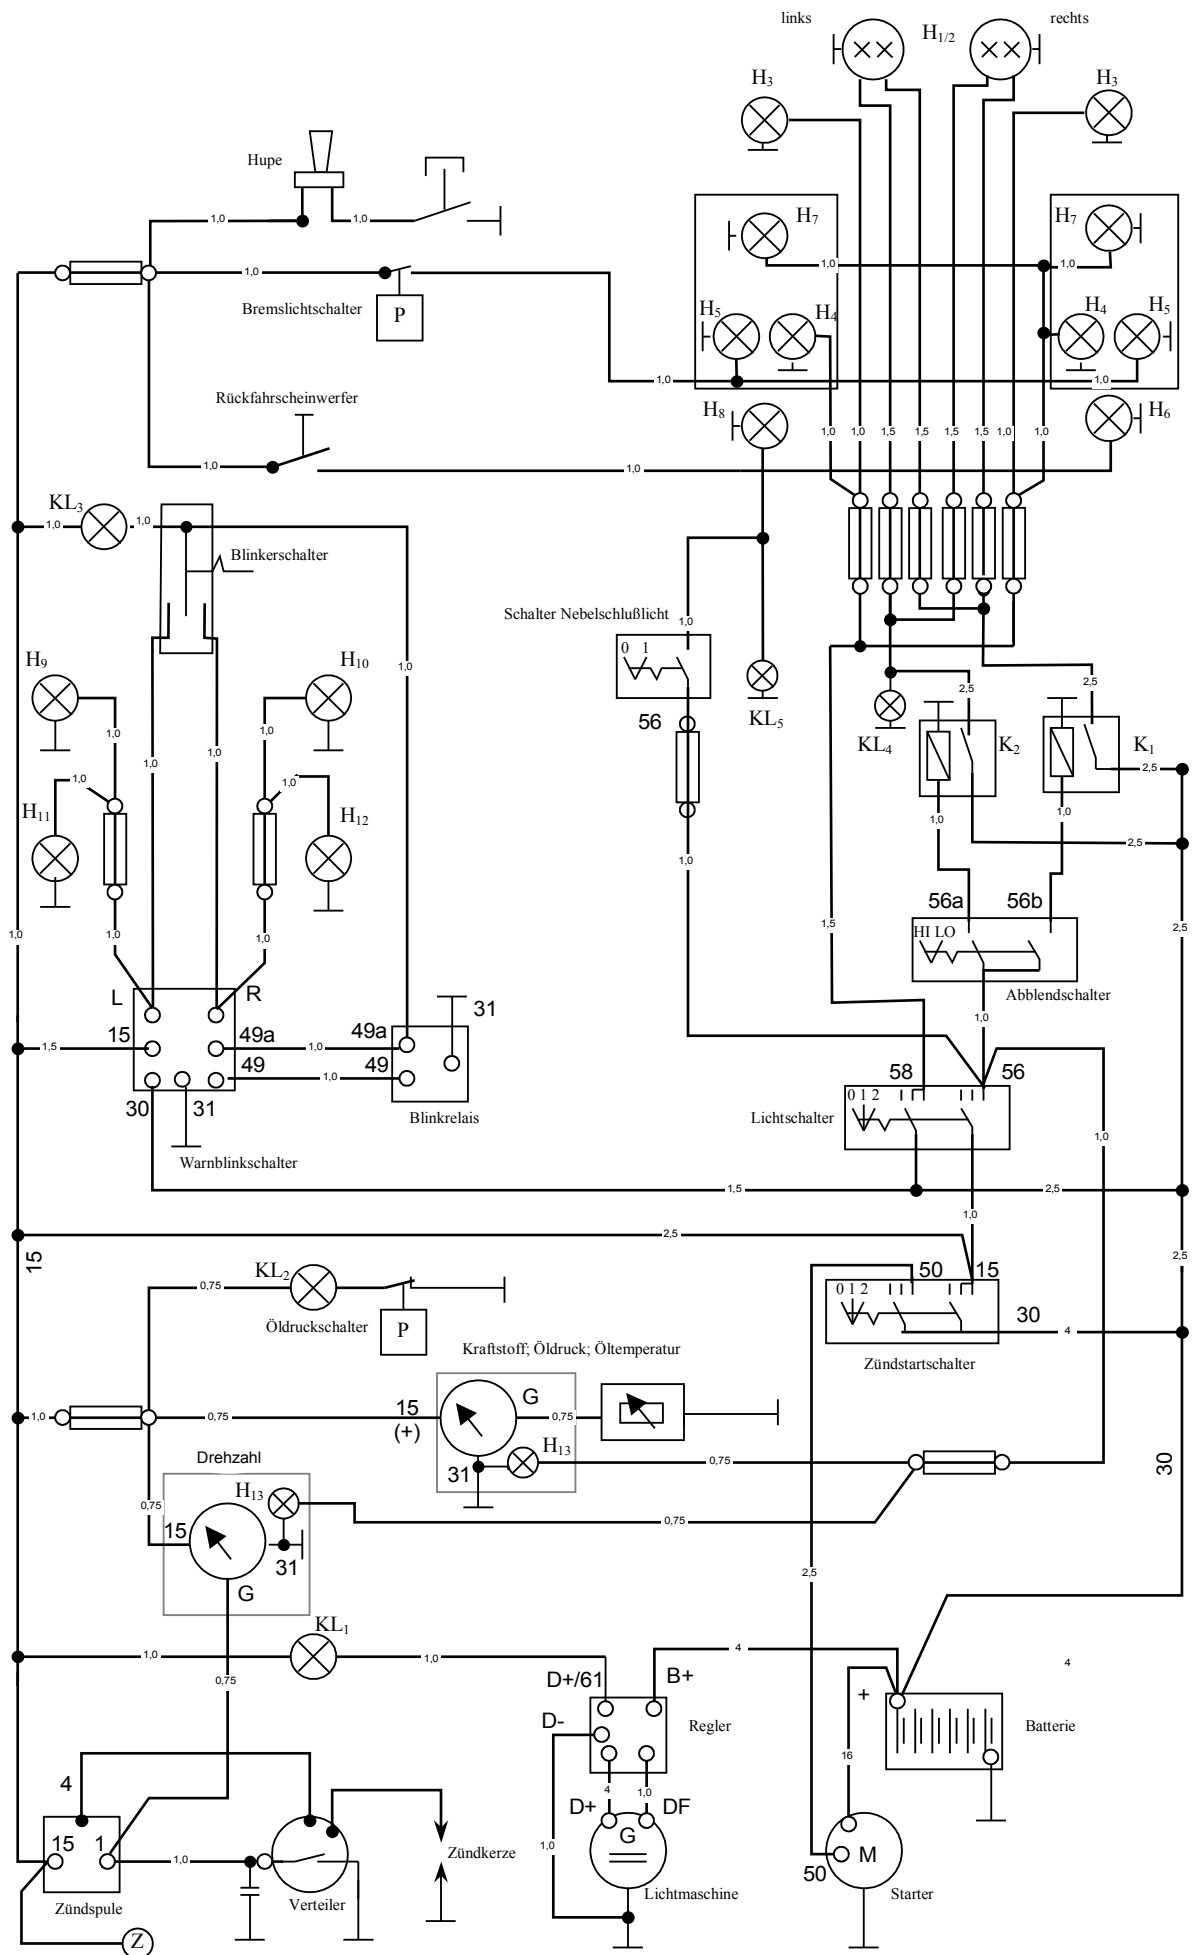 links
H1/2
rechts
H3
H3
Hupe
1,0
1,0
H7
H7
1,0
1,0
1,0
Bremslichtschalter
P
H5
H4
H4
H5
1,0
1,0
Rückfahrscheinwerfer
H8
H6
1,0
1,0
1,5
1,5
1,5
1,5
1,0
1,0
1,0
1,0
KL3
1,0
1,0
Blinkerschalter
Schalter Nebelschlußlicht
1,0
0 1
H9
H10
1,0
KL5
2,5
2,5
56
KL4
K2
K1
1,0
1,0
1,0
1,0
2,5
1,0
1,0
H11
H12
1,0
1,0
2,5
1,0
56a
56b
1,0
1,0
1,0
1,5
2,5
HI LO
Abblendschalter
L
R
31
15
49a
49a
1,5
1,0
1,0
49
49
1,0
58
56
30
31
Blinkrelais
0 1 2
Lichtschalter
1,0
Warnblinkschalter
1,5
2,5
1,0
2,5
15
2,5
KL2
0,75
50
15
0 1 2
30
4
Öldruckschalter
P
Zündstartschalter
Kraftstoff; Öldruck; Öltemperatur
1,0
0,75
15
(+)
G
0,75
H13
31
0,75
30
Drehzahl
H13
0,75
15
31
0,75
G
2,5
KL1
1,0
1,0
4
4
0,75
D+/61
B+
D-
Regler
+
Batterie
4
4
1,0
16
D+
DF
15
1
1,0
G
1,0
Zündkerze
50
M
Zündspule
Verteiler
Lichtmaschine
Starter
Z